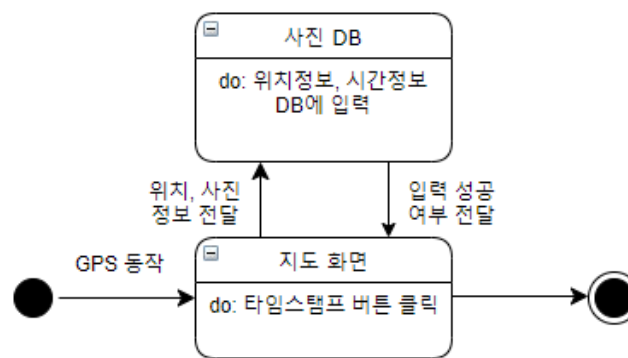 사진 DB
do: 위치정보, 시간정보
DB에 입력
위치, 사진
정보 전달
입력 성공
여부 전달
GPS 동작
지도 화면
do: 타임스탬프 버튼 클릭